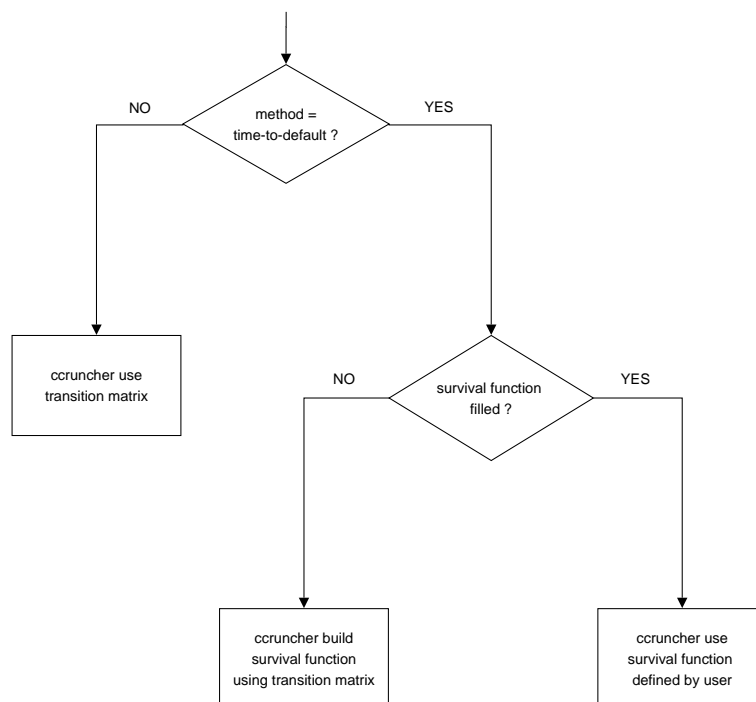 method =
time-to-default ?
NO
YES
ccruncher use
transition matrix
survival function
filled ?
NO
YES
ccruncher build
survival function
using transition matrix
ccruncher use
survival function
defined by user